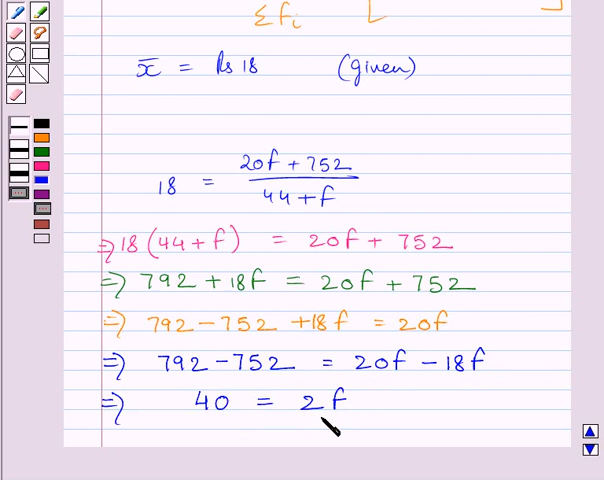 Σfi
x̄ = Rs 18 (given)
18 = (20f + 752)/(44 + f)
⇒ 18 (44 + f) = 20f + 752
⇒ 792 + 18f = 20f + 752
⇒ 792 - 752 + 18f = 20f
⇒ 792 - 752 = 20f - 18f
⇒ 40 = 2f